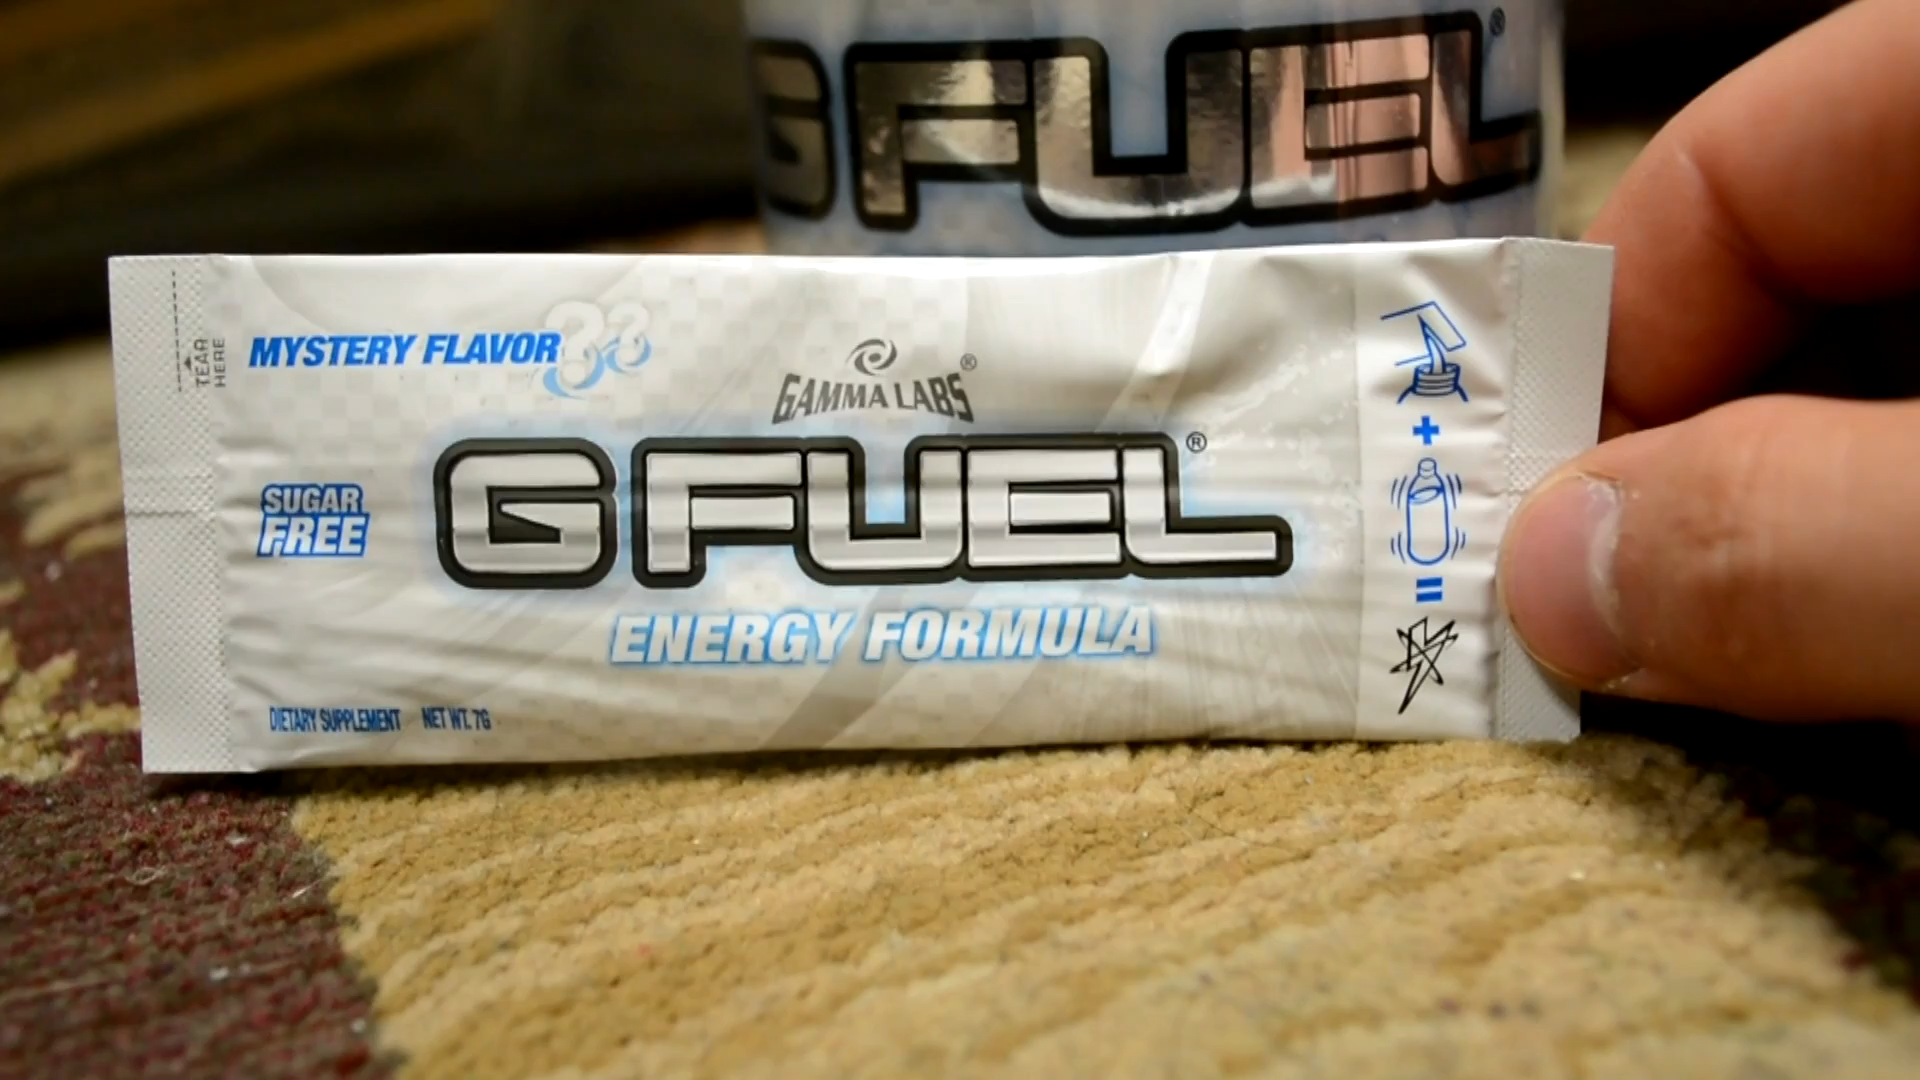 GFUEL®
TEAR
HERE
MYSTERY FLAVOR ??
GAMMA LABS®
GFUEL®
SUGAR
FREE
ENERGY FORMULA
DIETARY SUPPLEMENT NET WT. 7G
+
=